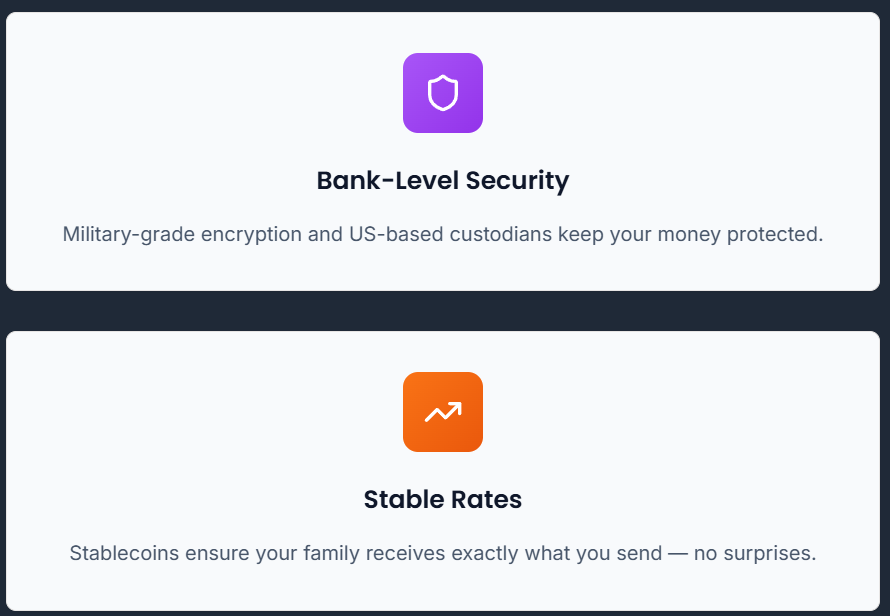 Bank-Level Security
Military-grade encryption and US-based custodians keep your money protected.
Stable Rates
Stablecoins ensure your family receives exactly what you send — no surprises.